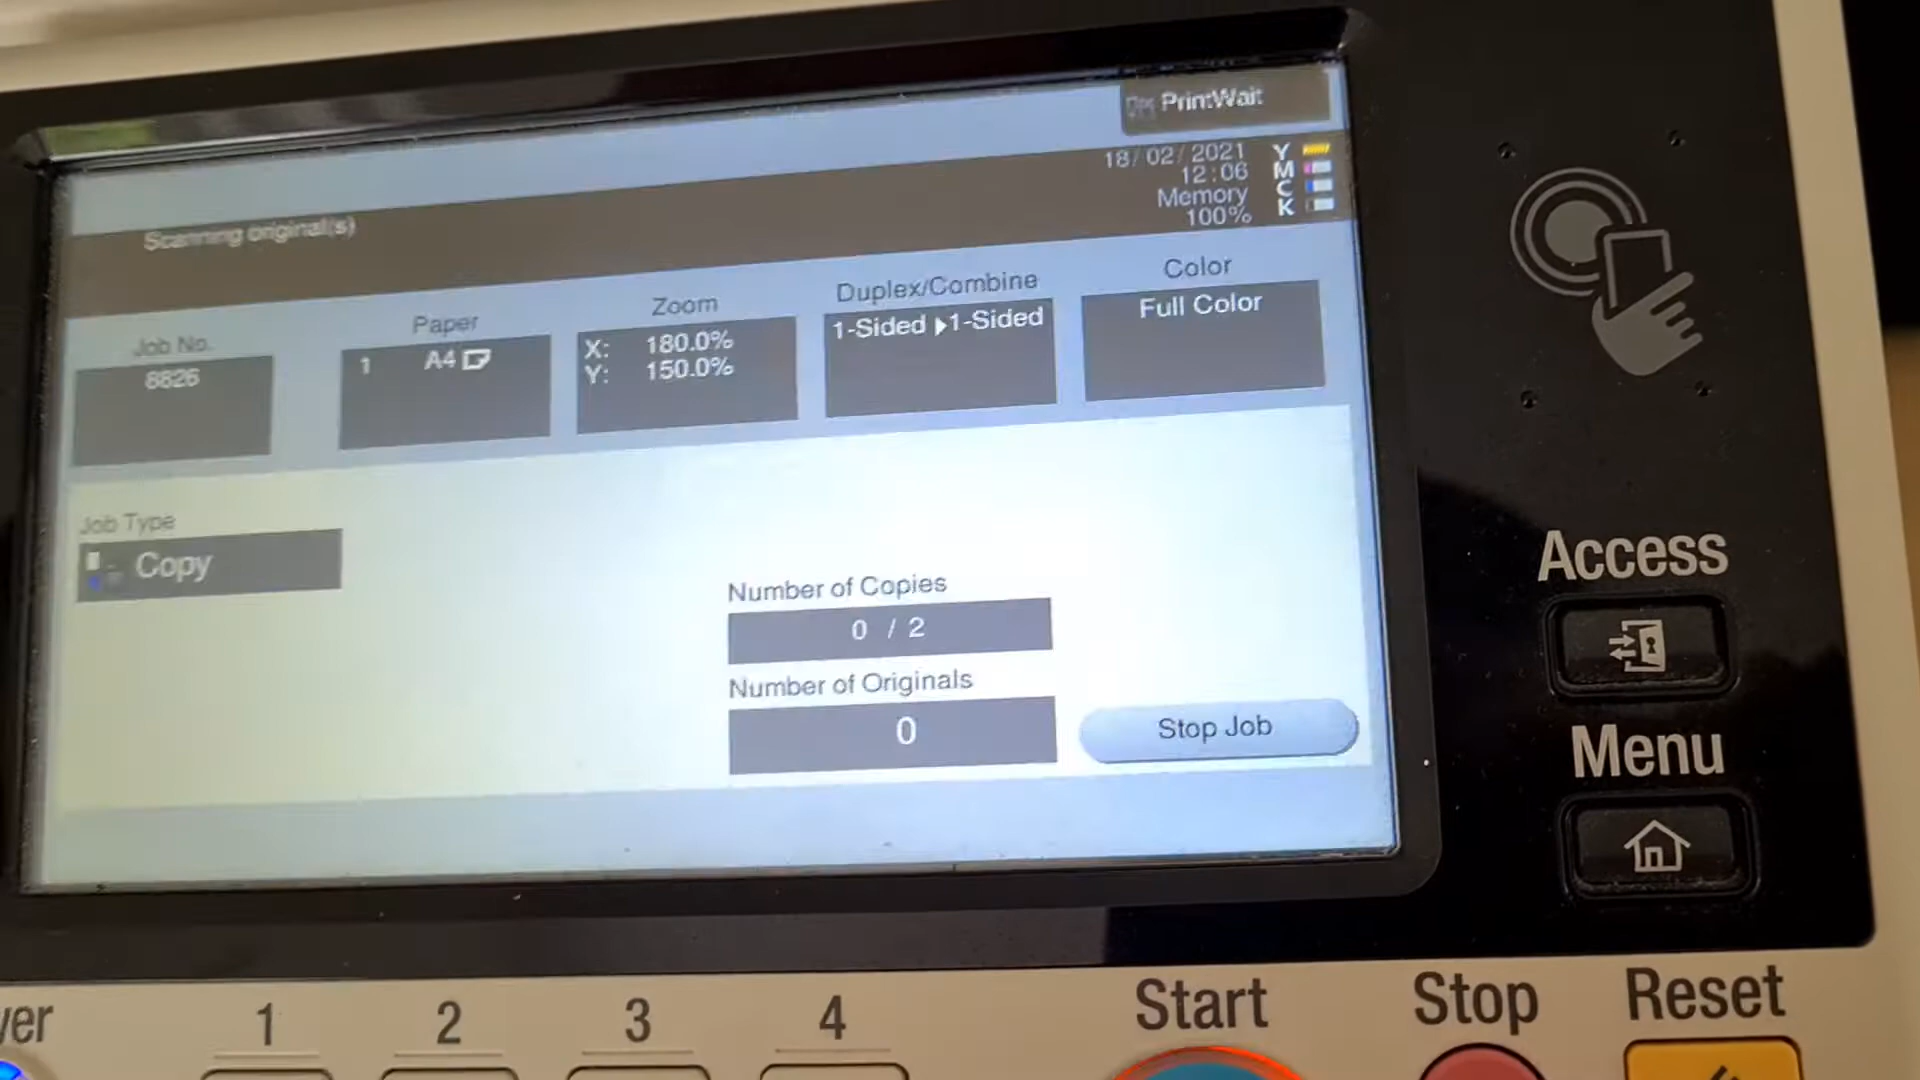 PrintWait
18/02/2021
12:06
Memory
100%
Y
M
C
K
Scanning original(s)
Job No.
8826
Paper
1 A4
Zoom
X: 180.0%
Y: 150.0%
Duplex/Combine
1-Sided ▶1-Sided
Color
Full Color
Job Type
Copy
Number of Copies
0 / 2
Number of Originals
0
Stop Job
Access
Menu
ver
1
2
3
4
Start
Stop
Reset